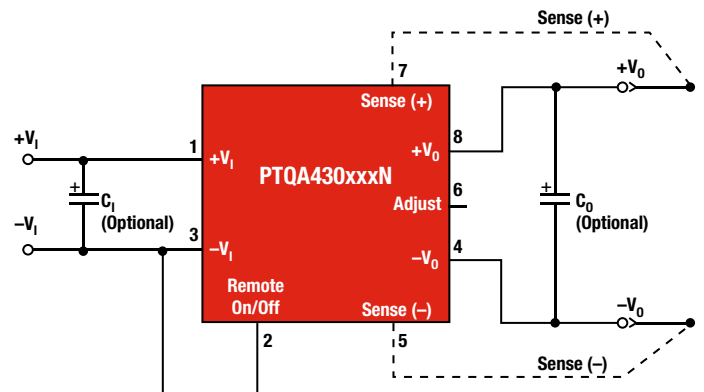 Sense (+)
7
+V₀
Sense (+)
+Vᵢ
1
+Vᵢ
+V₀
8
PTQA430xxxN
+
Cᵢ
(Optional)
Adjust
6
+
C₀
(Optional)
–Vᵢ
3
–Vᵢ
–V₀
4
Remote
On/Off
Sense (–)
–V₀
2
5
Sense (–)